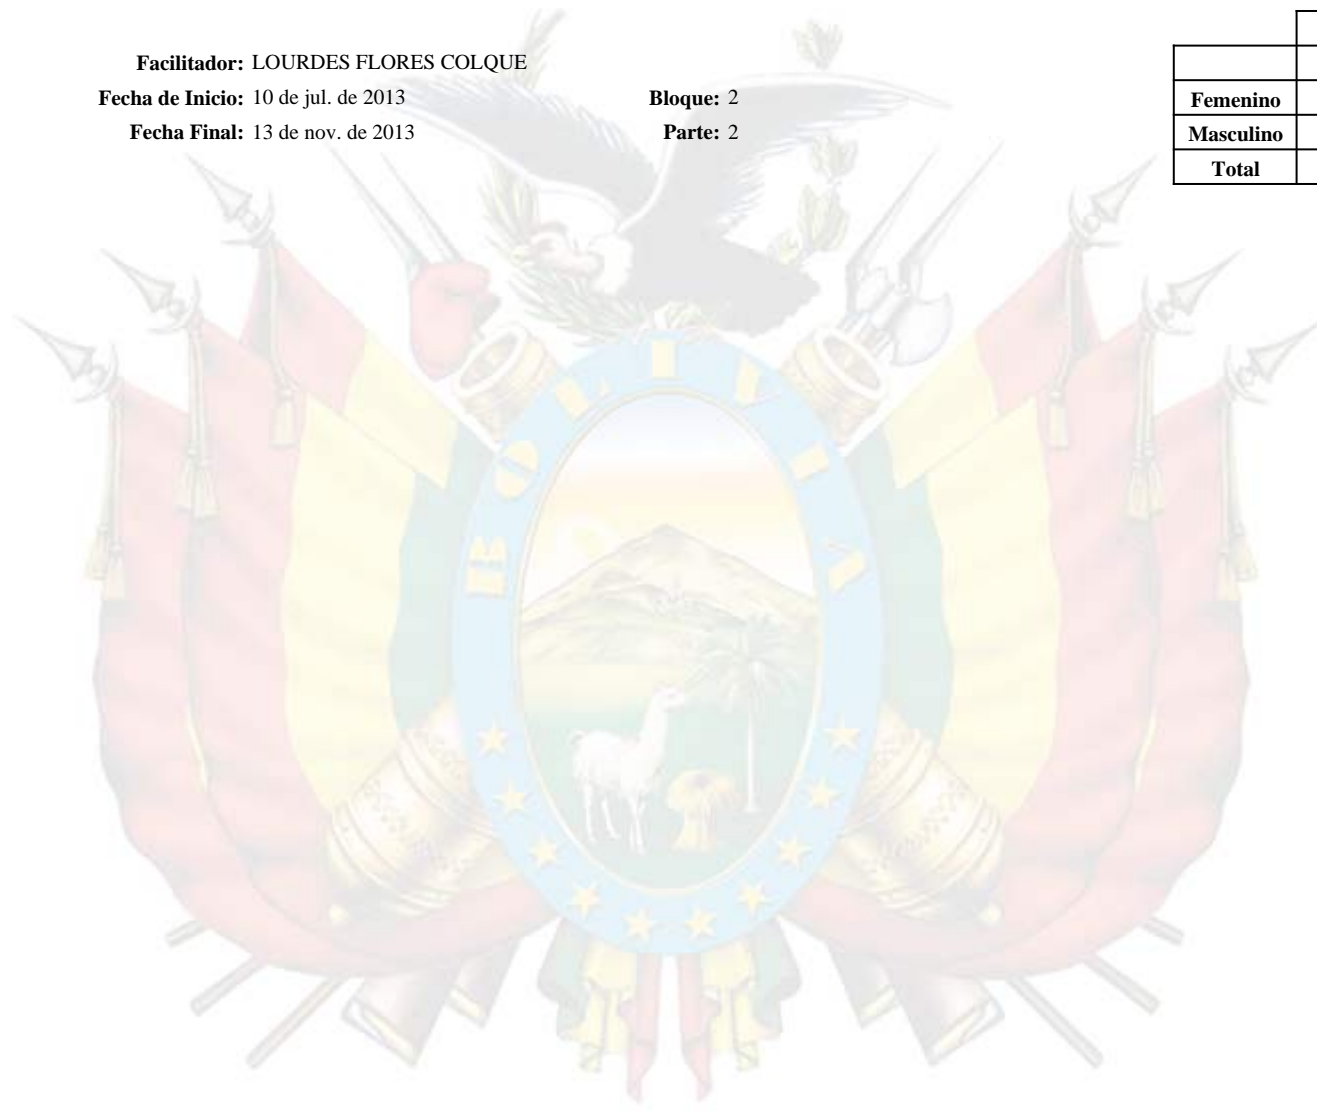 Facilitador: LOURDES FLORES COLQUE
Fecha de Inicio: 10 de jul. de 2013 Bloque: 2
Fecha Final: 13 de nov. de 2013 Parte: 2
Femenino
Masculino
Total
BOLIVIA